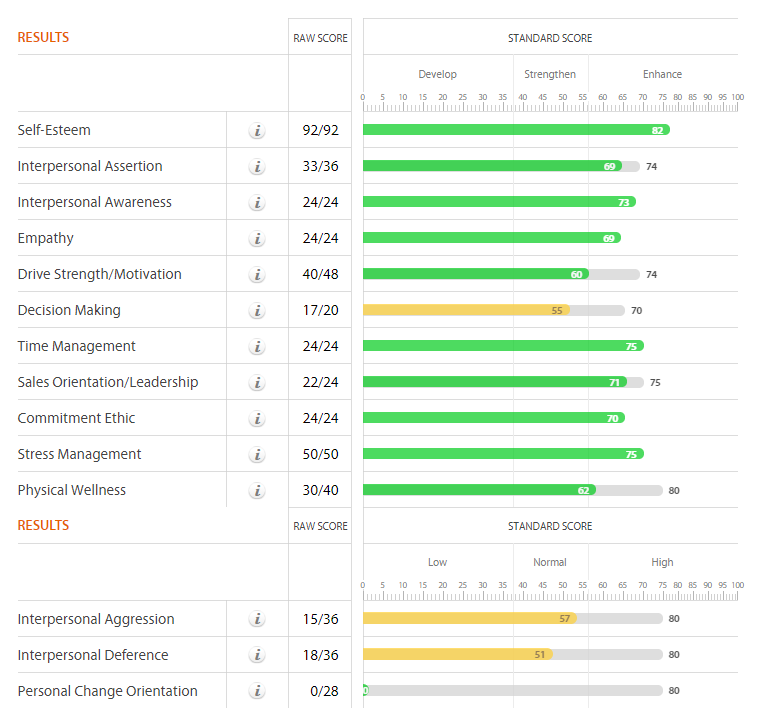 RESULTS RAW SCORE STANDARD SCORE
Develop Strengthen Enhance
0 5 10 15 20 25 30 35 40 45 50 55 60 65 70 75 80 85 90 95 100
Self-Esteem i 92/92 82
Interpersonal Assertion i 33/36 69 74
Interpersonal Awareness i 24/24 73
Empathy i 24/24 69
Drive Strength/Motivation i 40/48 60 74
Decision Making i 17/20 55 70
Time Management i 24/24 75
Sales Orientation/Leadership i 22/24 71 75
Commitment Ethic i 24/24 70
Stress Management i 50/50 75
Physical Wellness i 30/40 62 80
RESULTS RAW SCORE STANDARD SCORE
Low Normal High
0 5 10 15 20 25 30 35 40 45 50 55 60 65 70 75 80 85 90 95 100
Interpersonal Aggression i 15/36 57 80
Interpersonal Deference i 18/36 51 80
Personal Change Orientation i 0/28 0 80